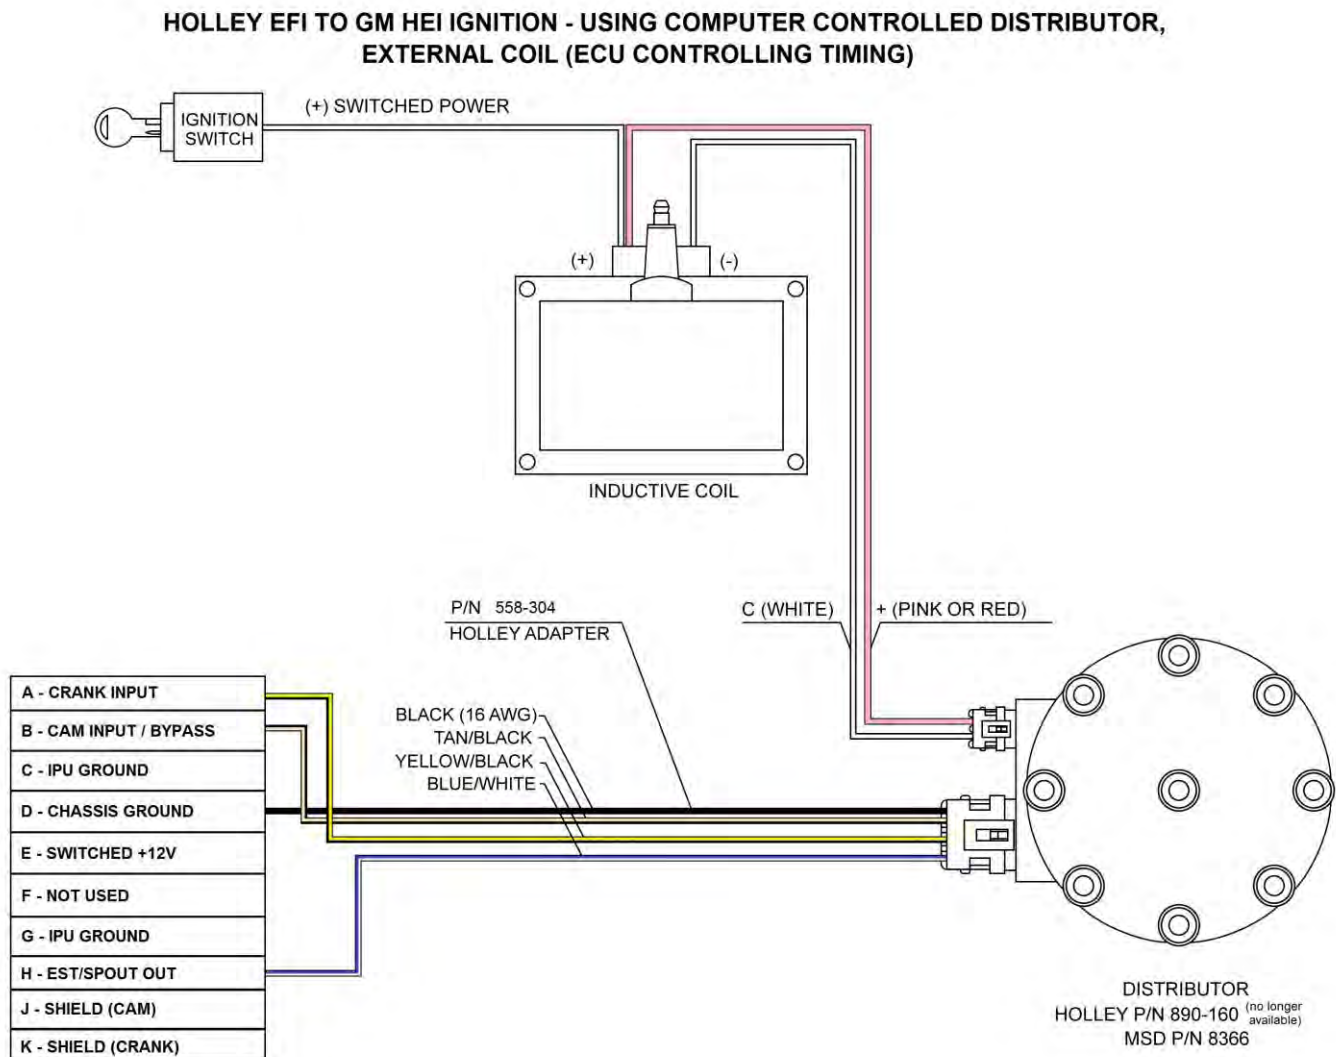 HOLLEY EFI TO GM HEI IGNITION - USING COMPUTER CONTROLLED DISTRIBUTOR,
EXTERNAL COIL (ECU CONTROLLING TIMING)
IGNITION
SWITCH
(+) SWITCHED POWER
(+)
(-)
INDUCTIVE COIL
P/N 558-304
HOLLEY ADAPTER
C (WHITE)
+ (PINK OR RED)
BLACK (16 AWG)
TAN/BLACK
YELLOW/BLACK
BLUE/WHITE
A - CRANK INPUT
B - CAM INPUT / BYPASS
C - IPU GROUND
D - CHASSIS GROUND
E - SWITCHED +12V
F - NOT USED
G - IPU GROUND
H - EST/SPOUT OUT
J - SHIELD (CAM)
K - SHIELD (CRANK)
DISTRIBUTOR
HOLLEY P/N 890-160 (no longer available)
MSD P/N 8366